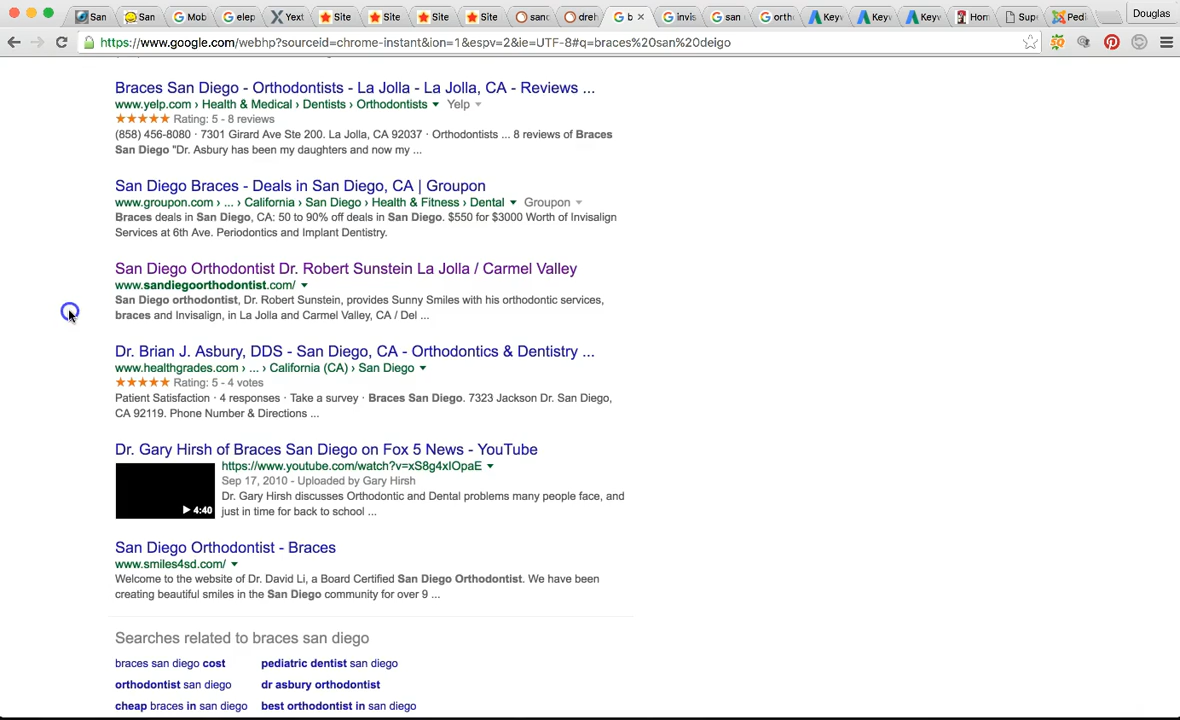 San
San
Mob
elep
Yext
Site
Site
Site
Site
sanc
dreh
b
invis
san
orth
Keyv
Keyv
Keyv
Hom
Supe
Pedi
Douglas
https://www.google.com/webhp?sourceid=chrome-instant&ion=1&espv=2&ie=UTF-8#q=braces%20san%20deigo
Braces San Diego - Orthodontists - La Jolla - La Jolla, CA - Reviews ...
www.yelp.com › Health & Medical › Dentists › Orthodontists ▼ Yelp ▼
★★★★★ Rating: 5 - 8 reviews
(858) 456-8080 · 7301 Girard Ave Ste 200. La Jolla, CA 92037 · Orthodontists ... 8 reviews of Braces
San Diego "Dr. Asbury has been my daughters and now my ...
San Diego Braces - Deals in San Diego, CA | Groupon
www.groupon.com › ... › California › San Diego › Health & Fitness › Dental ▼ Groupon ▼
Braces deals in San Diego, CA: 50 to 90% off deals in San Diego. $550 for $3000 Worth of Invisalign
Services at 6th Ave. Periodontics and Implant Dentistry.
San Diego Orthodontist Dr. Robert Sunstein La Jolla / Carmel Valley
www.sandiegoorthodontist.com/ ▼
San Diego orthodontist, Dr. Robert Sunstein, provides Sunny Smiles with his orthodontic services,
braces and Invisalign, in La Jolla and Carmel Valley, CA / Del ...
Dr. Brian J. Asbury, DDS - San Diego, CA - Orthodontics & Dentistry ...
www.healthgrades.com › ... › California (CA) › San Diego ▼
★★★★★ Rating: 5 - 4 votes
Patient Satisfaction · 4 responses · Take a survey · Braces San Diego. 7323 Jackson Dr. San Diego,
CA 92119. Phone Number & Directions ...
Dr. Gary Hirsh of Braces San Diego on Fox 5 News - YouTube
https://www.youtube.com/watch?v=xS8g4xIOpaE ▼
Sep 17, 2010 - Uploaded by Gary Hirsh
Dr. Gary Hirsh discusses Orthodontic and Dental problems many people face, and
just in time for back to school ...
▶ 4:40
San Diego Orthodontist - Braces
www.smiles4sd.com/ ▼
Welcome to the website of Dr. David Li, a Board Certified San Diego Orthodontist. We have been
creating beautiful smiles in the San Diego community for over 9 ...
Searches related to braces san diego
braces san diego cost
pediatric dentist san diego
orthodontist san diego
dr asbury orthodontist
cheap braces in san diego
best orthodontist in san diego